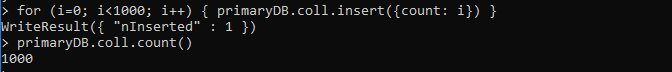 > for (i=0; i<1000; i++) { primaryDB.coll.insert({count: i}) }
WriteResult({ "nInserted" : 1 })
> primaryDB.coll.count()
1000